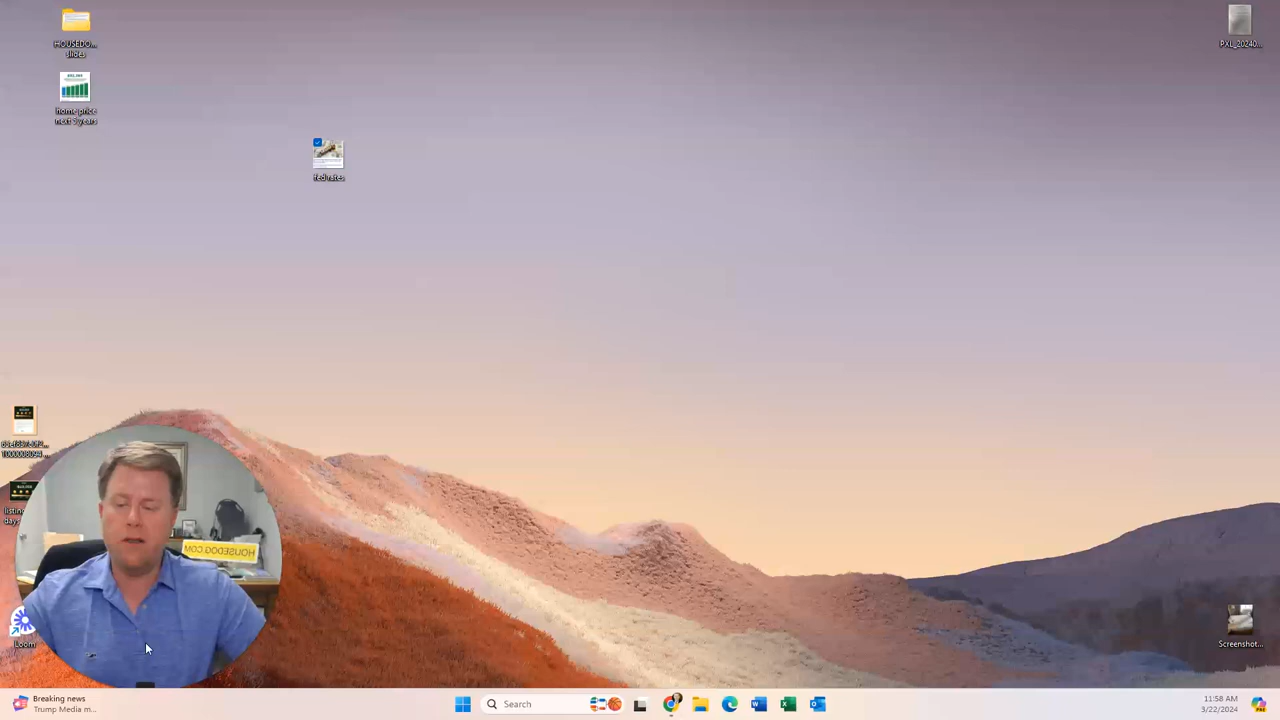 HOUSEDO...
slides
home price
next 5 years
fed rates
PXL_20240...
listing
days
HOUSEDOG.COM
Loom
Screenshot...
Breaking news
Trump Media m...
Search
11:58 AM
3/22/2024